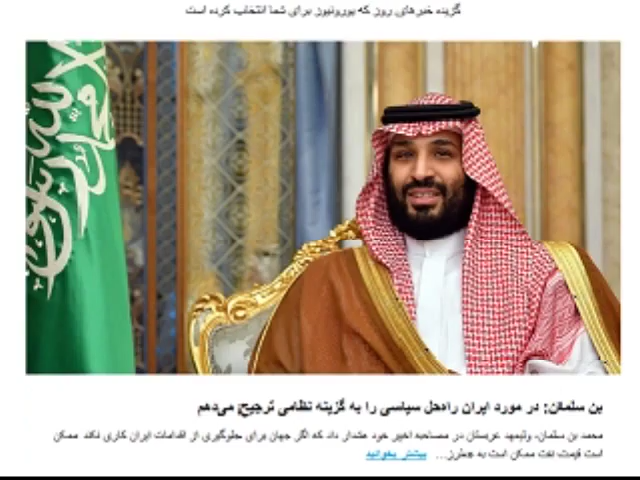 گزیده خبرهای روز که یورونیوز برای شما انتخاب کرده است
بن سلمان: در مورد ایران راه‌حل سیاسی را به گزینه نظامی ترجیح می‌دهم
محمد بن سلمان، ولیعهد عربستان در مصاحبه اخیر خود هشدار داد که اگر جهان برای جلوگیری از اقدامات ایران کاری نکند ممکن
است قیمت نفت ممکن است به «مرز... بیشتر بخوانید